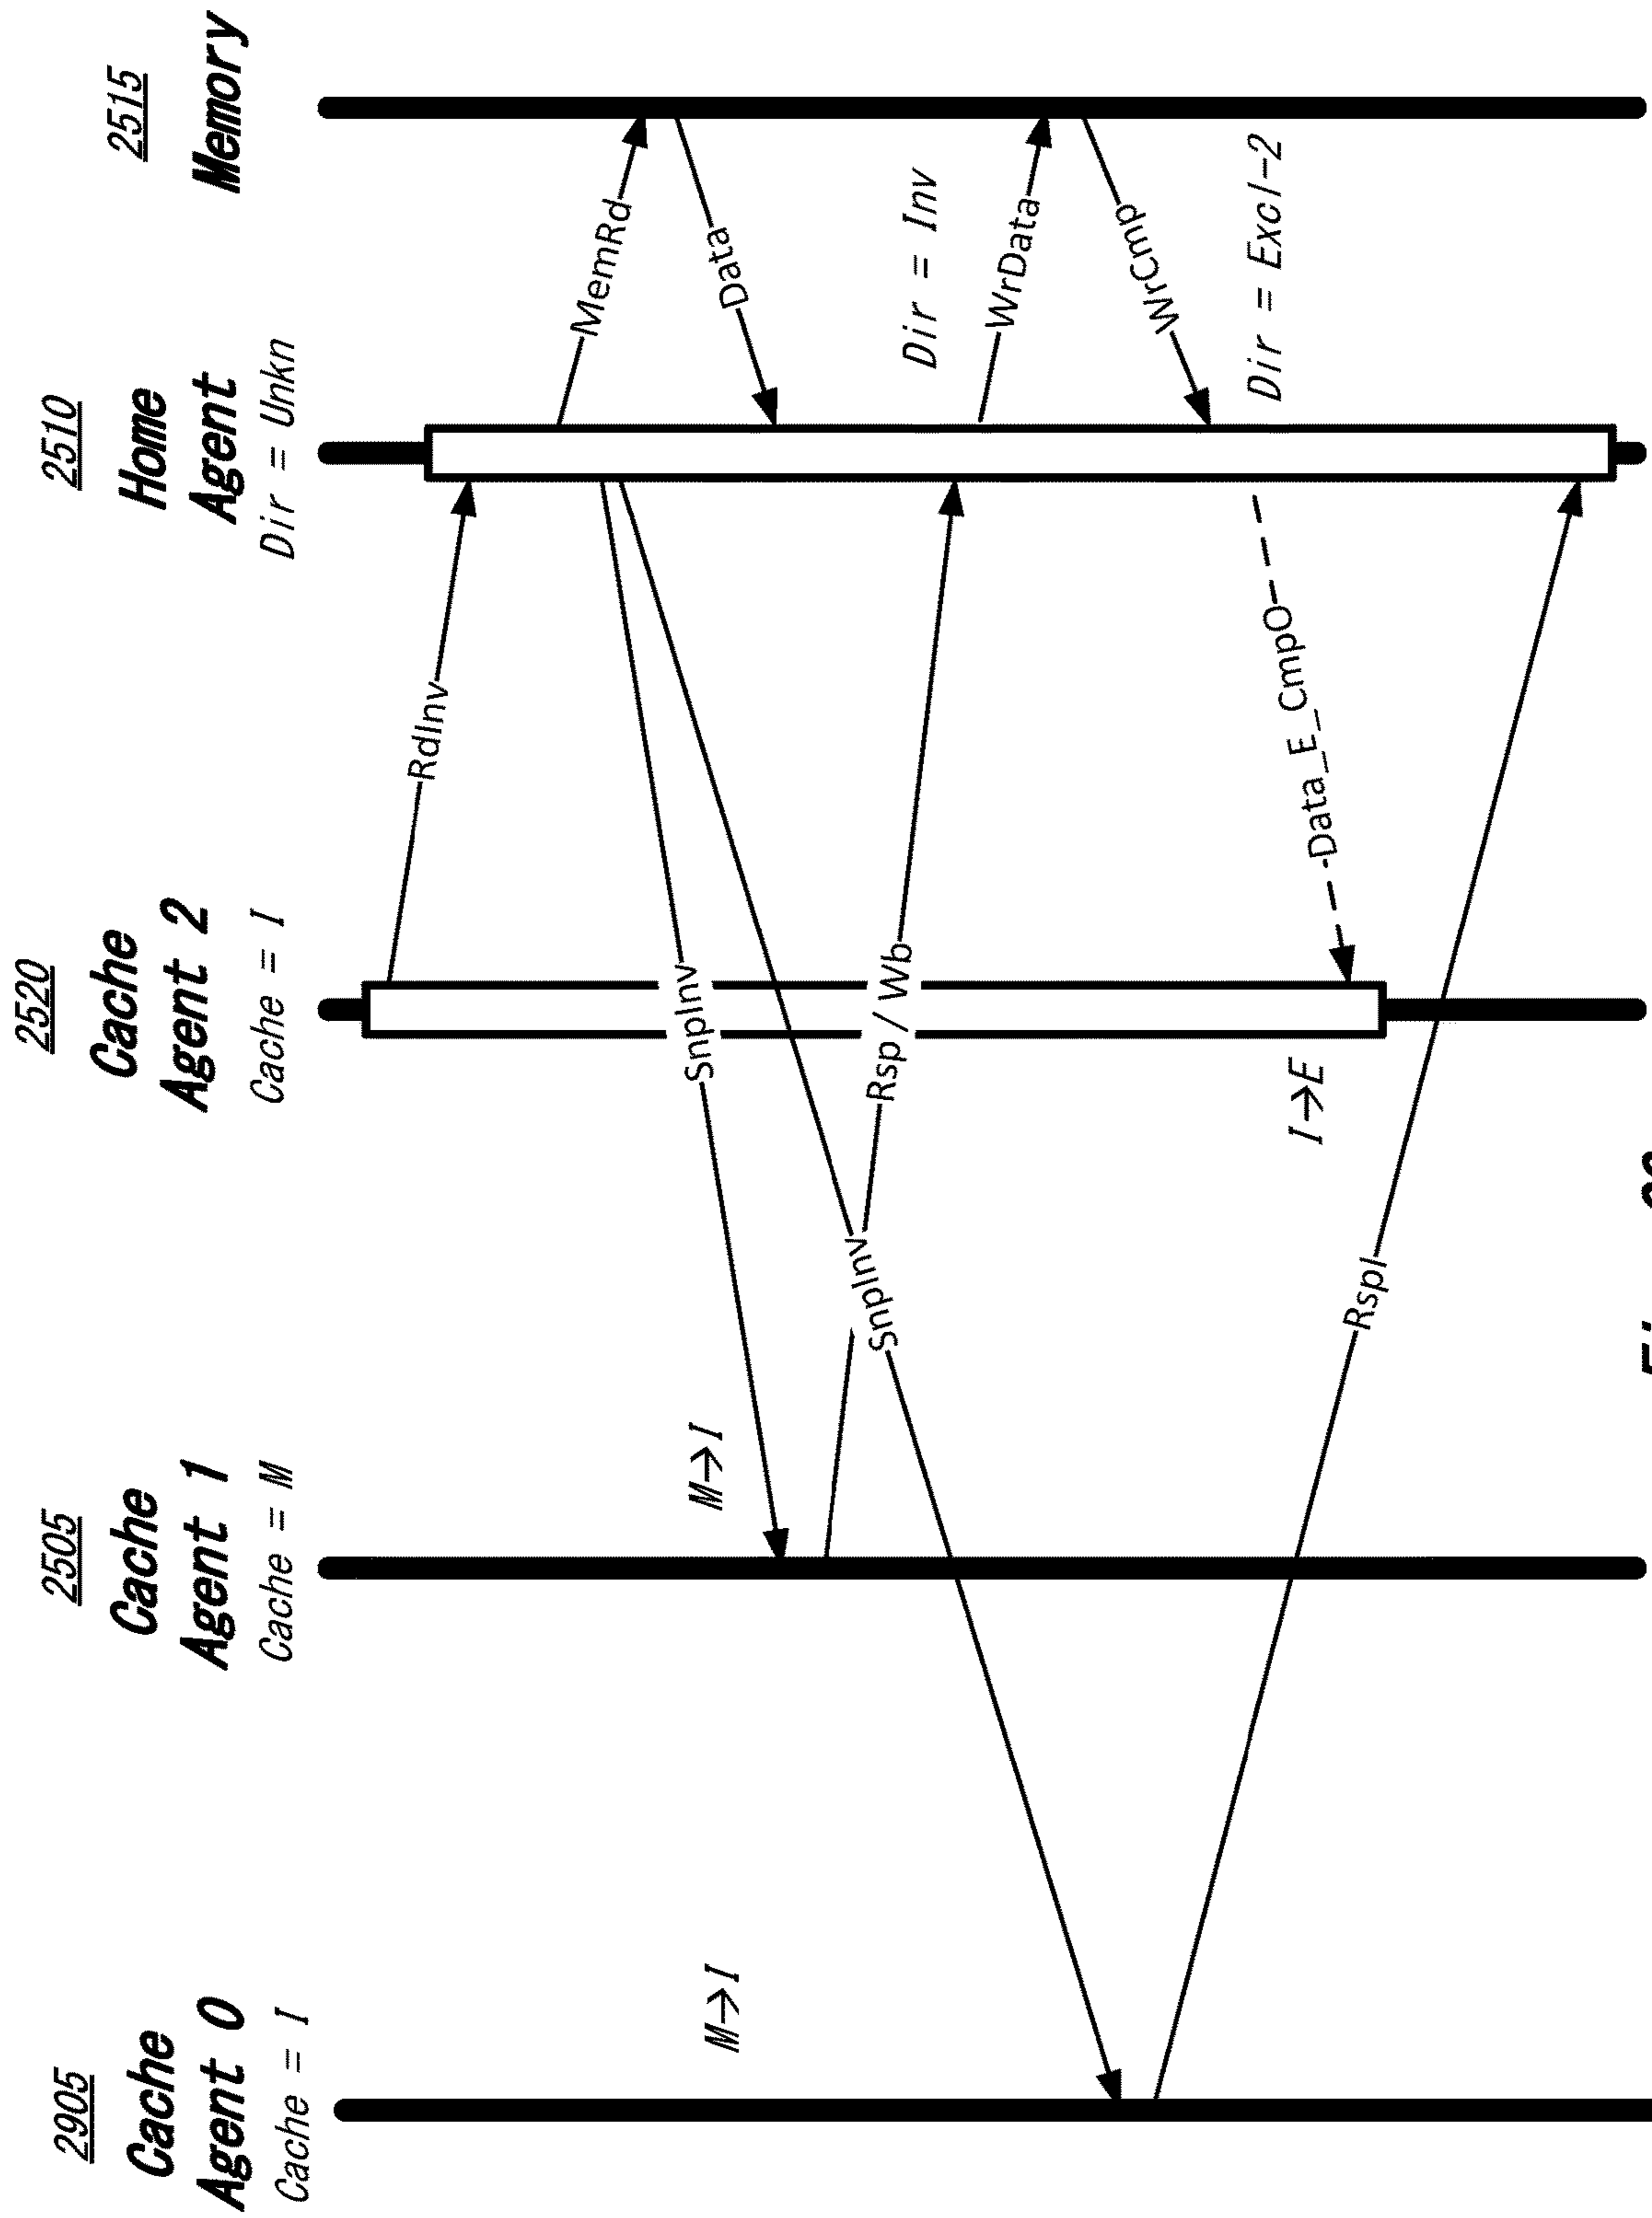 2905
Cache
Agent 0
Cache = I
2505
Cache
Agent 1
Cache = M
2520
Cache
Agent 2
Cache = I
2510
Home
Agent
Dir = Unkn
2515
Memory
RdInv
MemRd
Data
SnpInv
SnpInv
M→I
M→I
Rsp / Wb
Dir = Inv
WrData
WrCmp
Dir = Excl-2
Data_E_CmpO
I→E
RspI